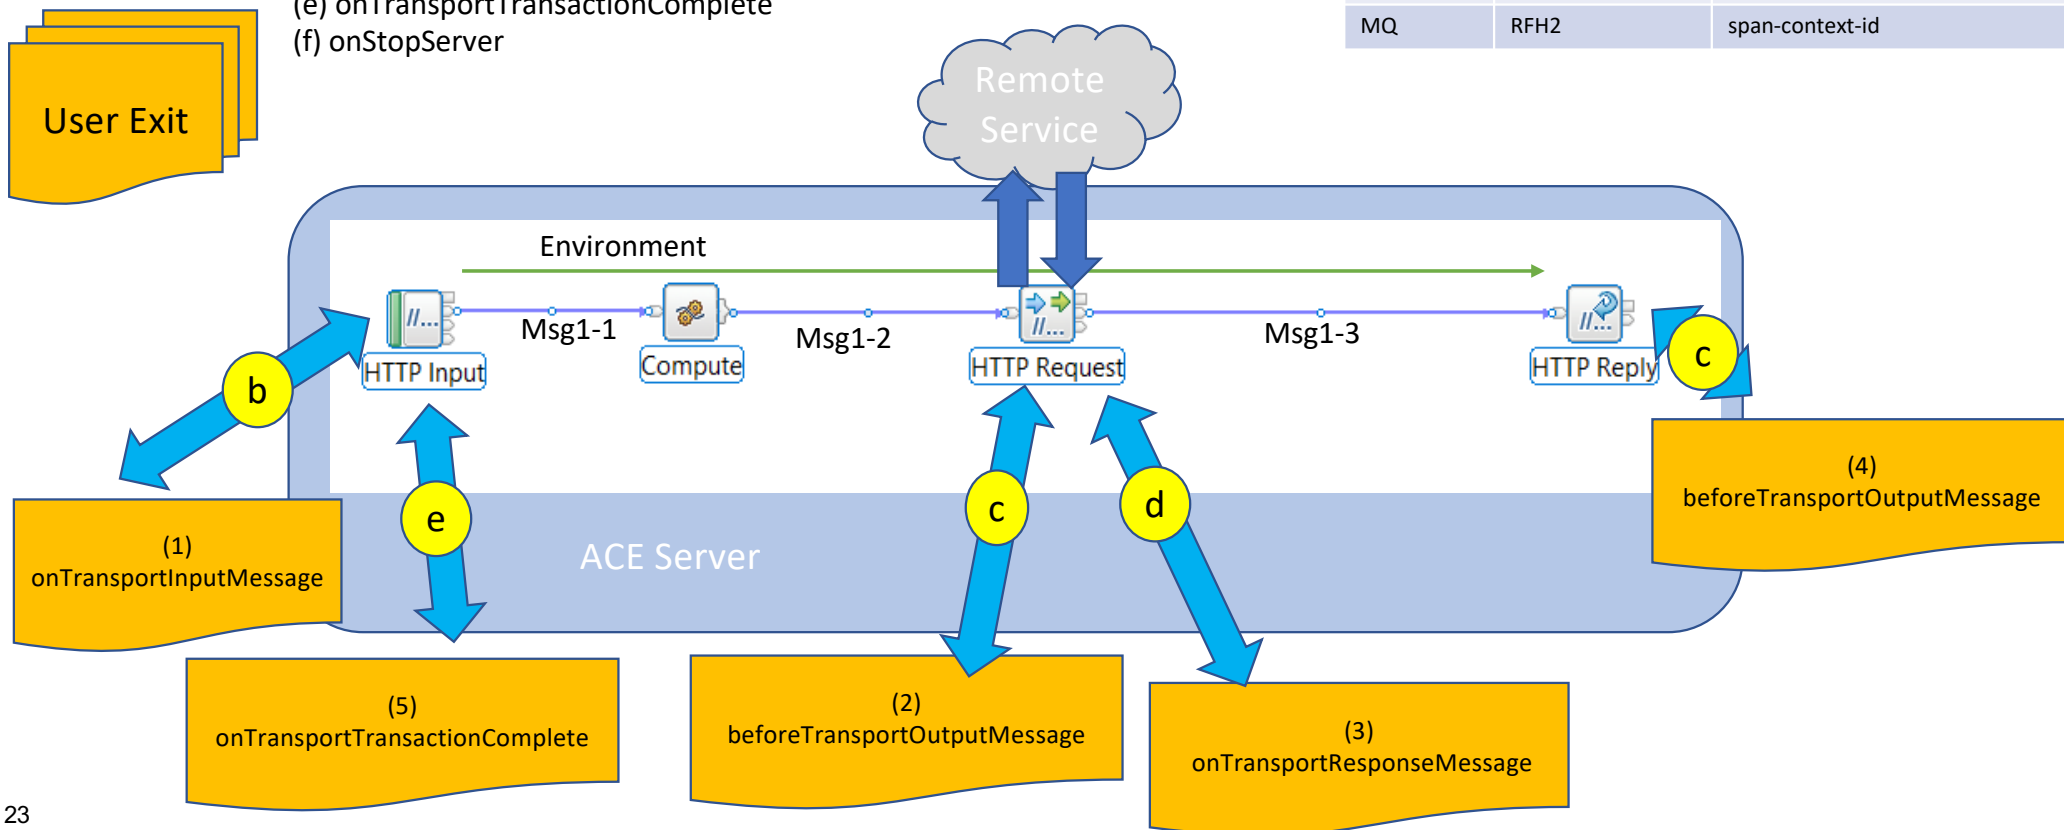 (e) onTransportTransactionComplete
(f) onStopServer
MQ RFH2 span-context-id
User Exit
Remote
Service
Environment
//...
Msg1-1
Msg1-2
//...
Msg1-3
//...
HTTP Input
Compute
HTTP Request
HTTP Reply
b
c
e
c
d
ACE Server
(1)
onTransportInputMessage
(4)
beforeTransportOutputMessage
(5)
onTransportTransactionComplete
(2)
beforeTransportOutputMessage
(3)
onTransportResponseMessage
23